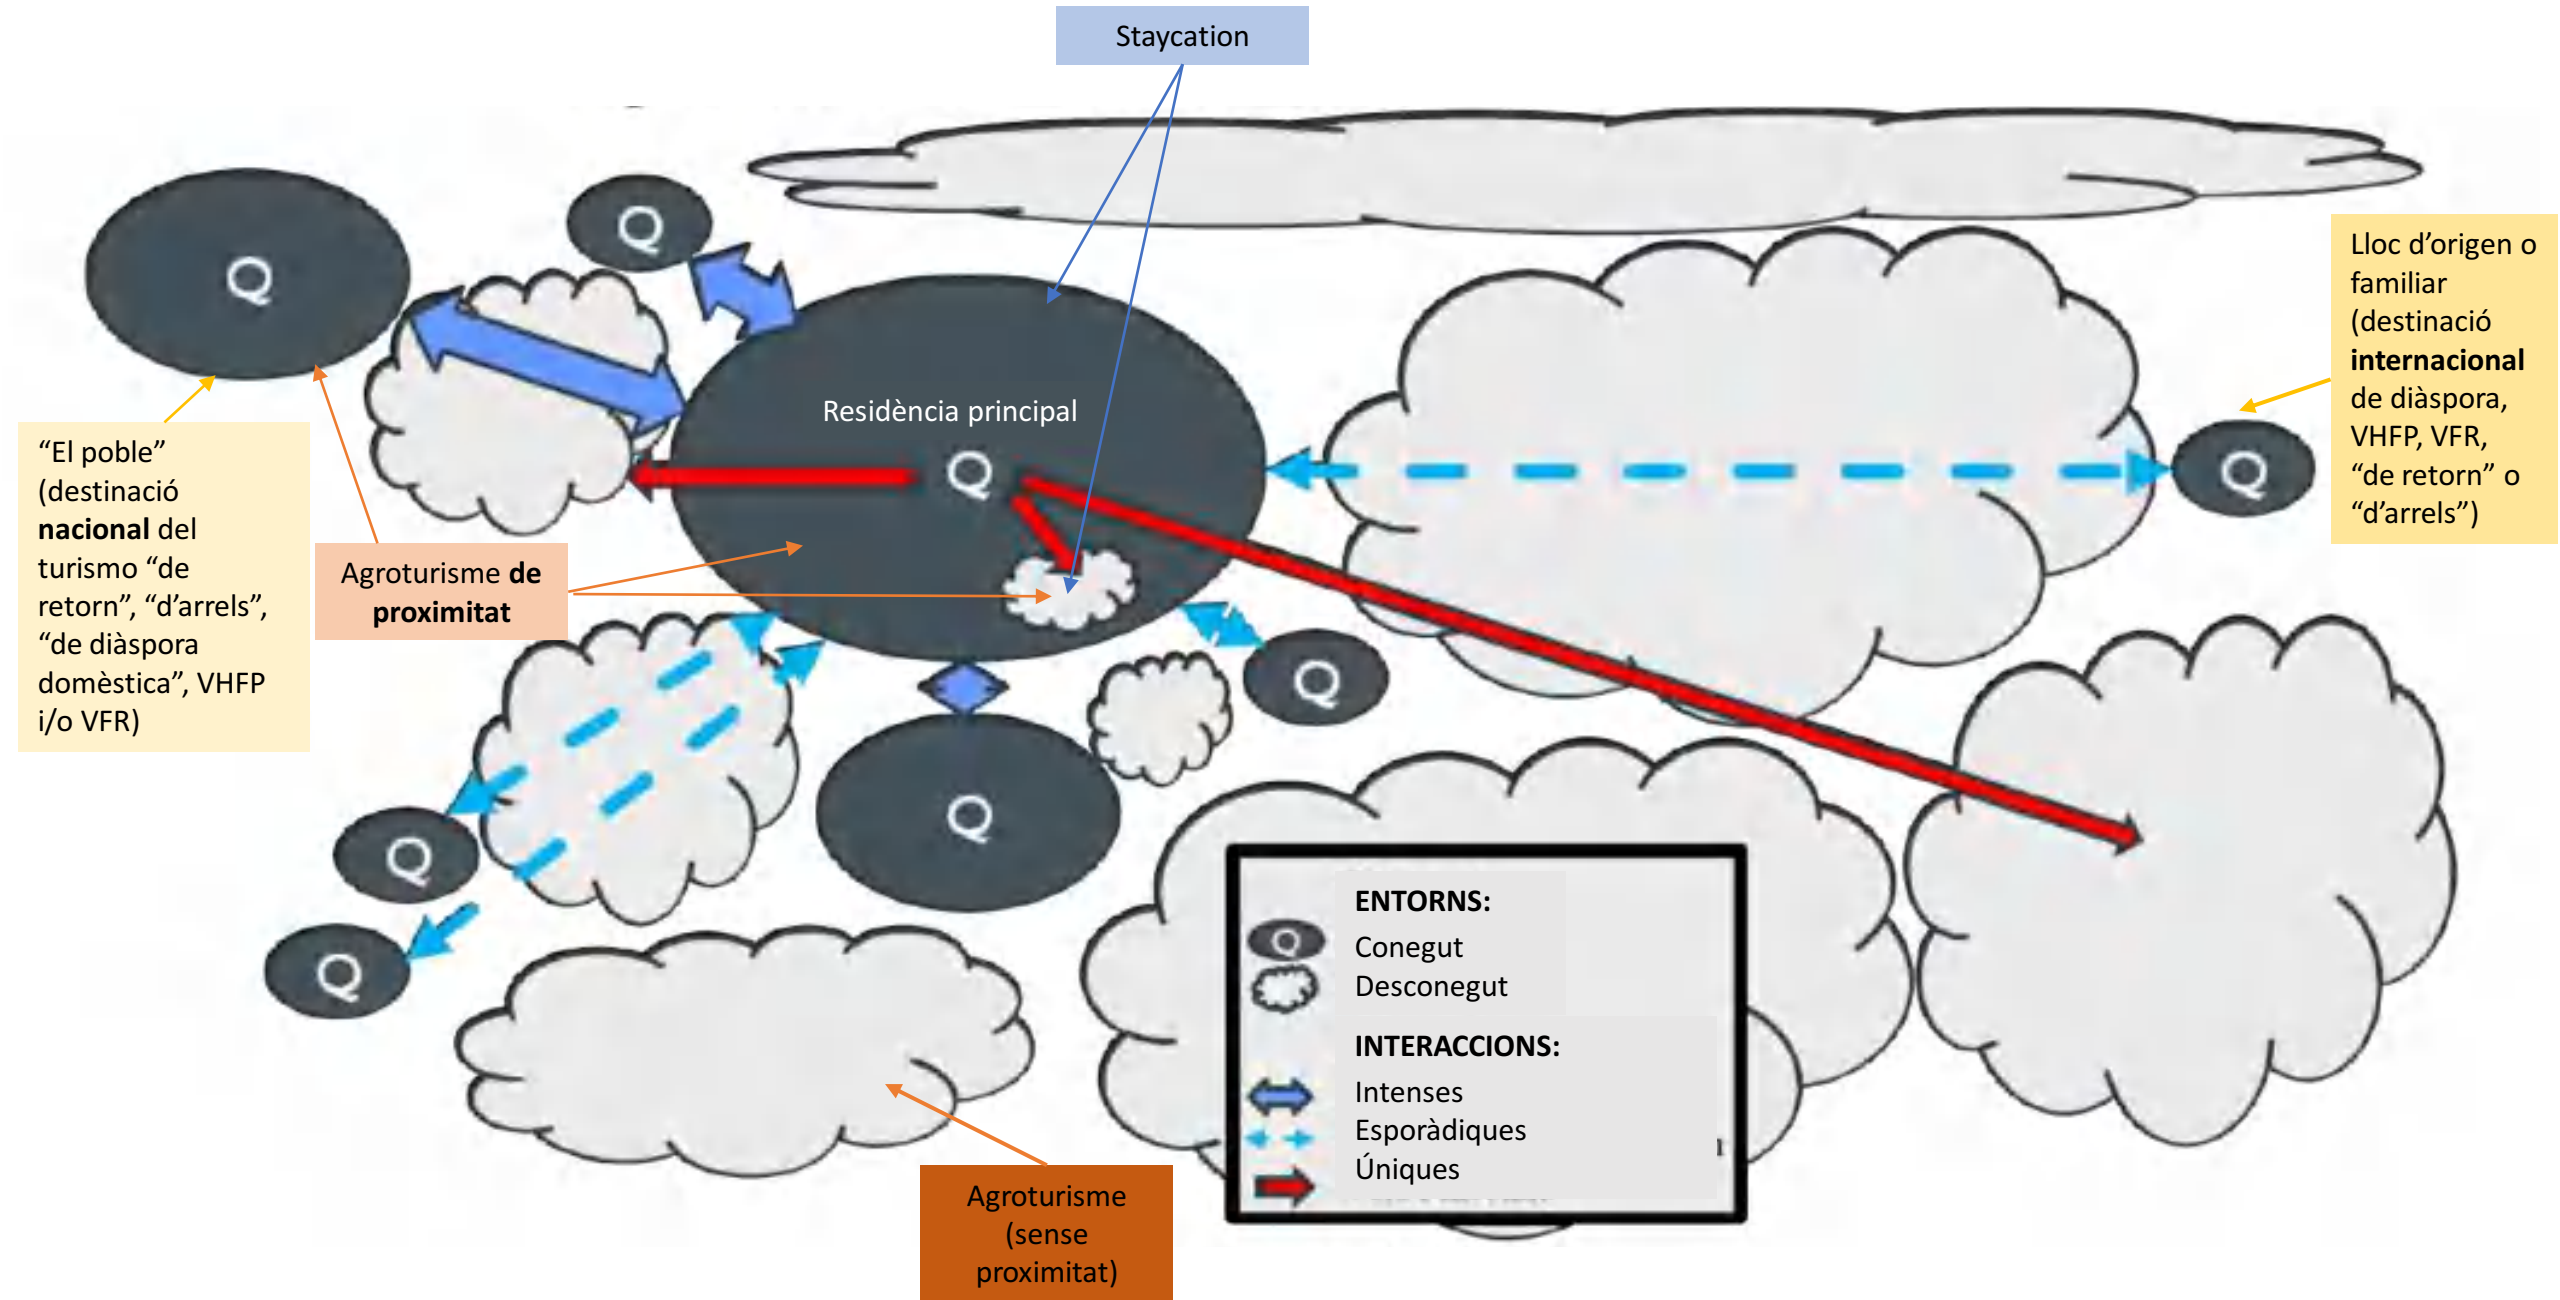 Staycation
Q
Q
Lloc d’origen o
familiar
(destinació
internacional
de diàspora,
VHFP, VFR,
“de retorn” o
“d’arrels”)
Residència principal
Q
Q
“El poble”
(destinació
nacional del
turismo “de
retorn”, “d’arrels”,
“de diàspora
domèstica”, VHFP
i/o VFR)
Agroturisme de
proximitat
Q
Q
Q
Q
ENTORNS:
Q Conegut
Desconegut
INTERACCIONS:
Intenses
Esporàdiques
Úniques
Agroturisme
(sense
proximitat)